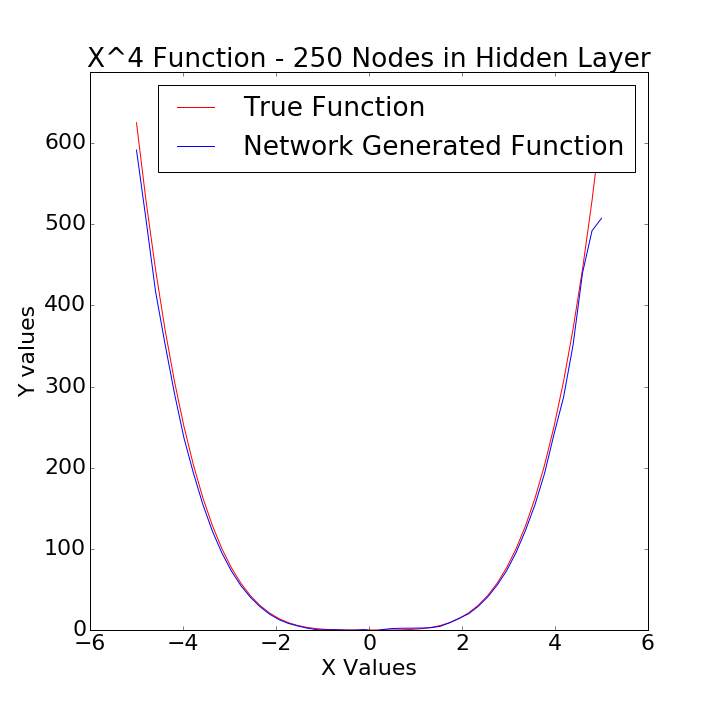 X^4 Function - 250 Nodes in Hidden Layer
True Function
Network Generated Function
600
500
400
300
200
100
0
Y values
−6
−4
−2
0
2
4
6
X Values